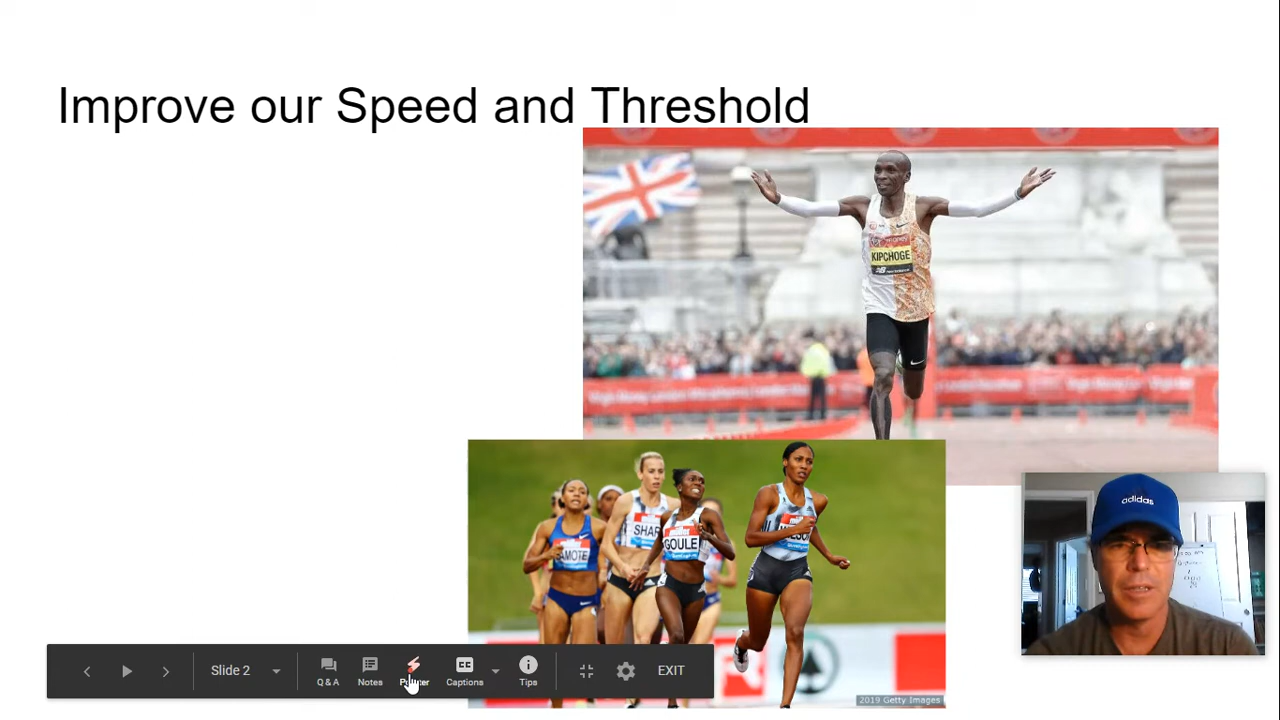 Improve our Speed and Threshold
KIPCHOGE
adidas
SHAR
GOULE
AMOTE
2019 Getty Images
Slide 2
Q & A
Notes
Captions
Tips
EXIT